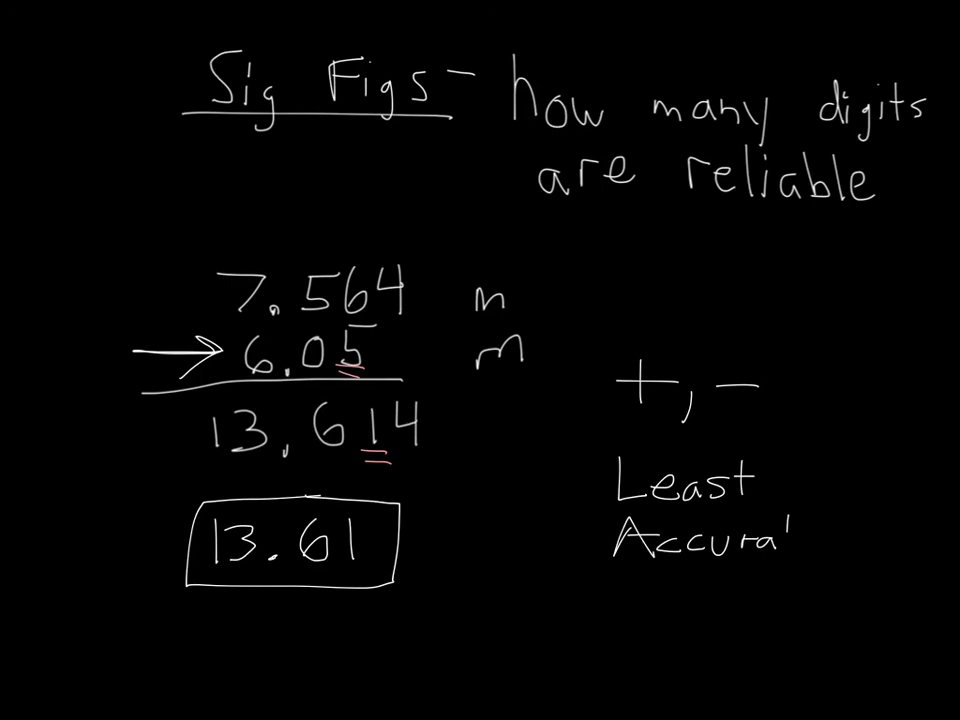 Sig Figs - how many digits
are reliable
7.564 m
6.05 m
13.614
+, -
Least
13.61
Accura